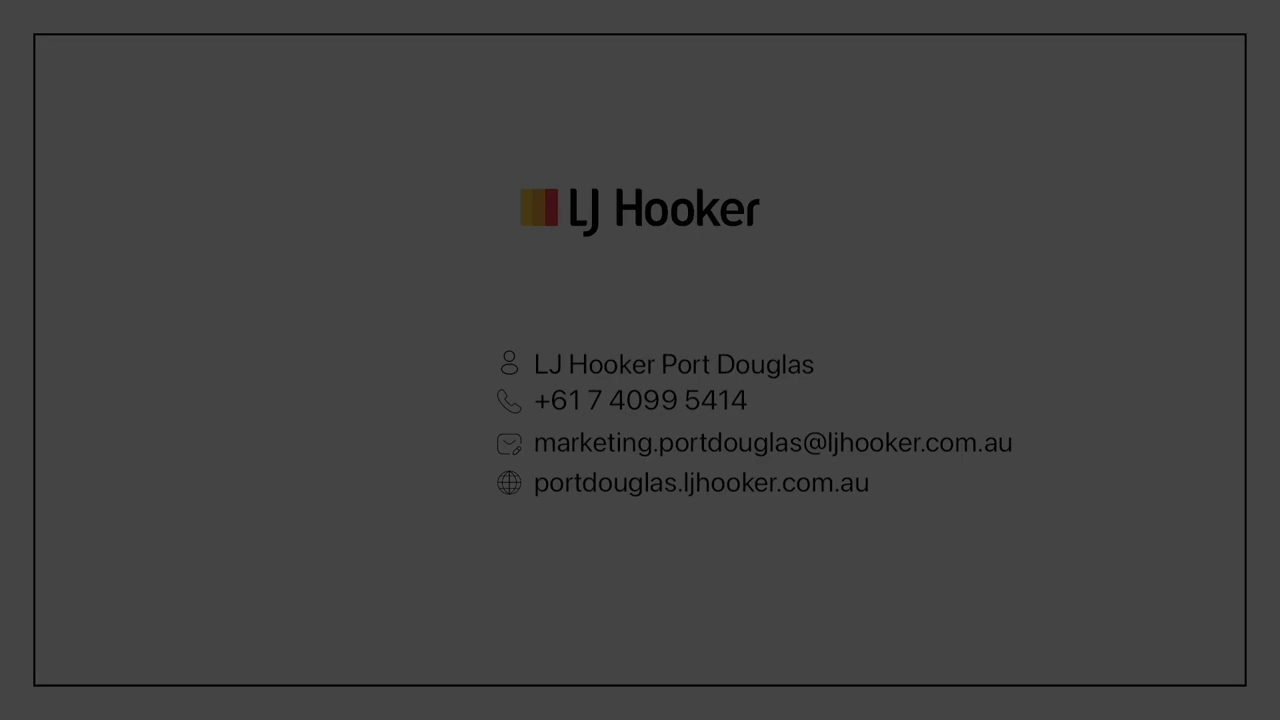 LJ Hooker
LJ Hooker Port Douglas
+61 7 4099 5414
marketing.portdouglas@ljhooker.com.au
portdouglas.ljhooker.com.au